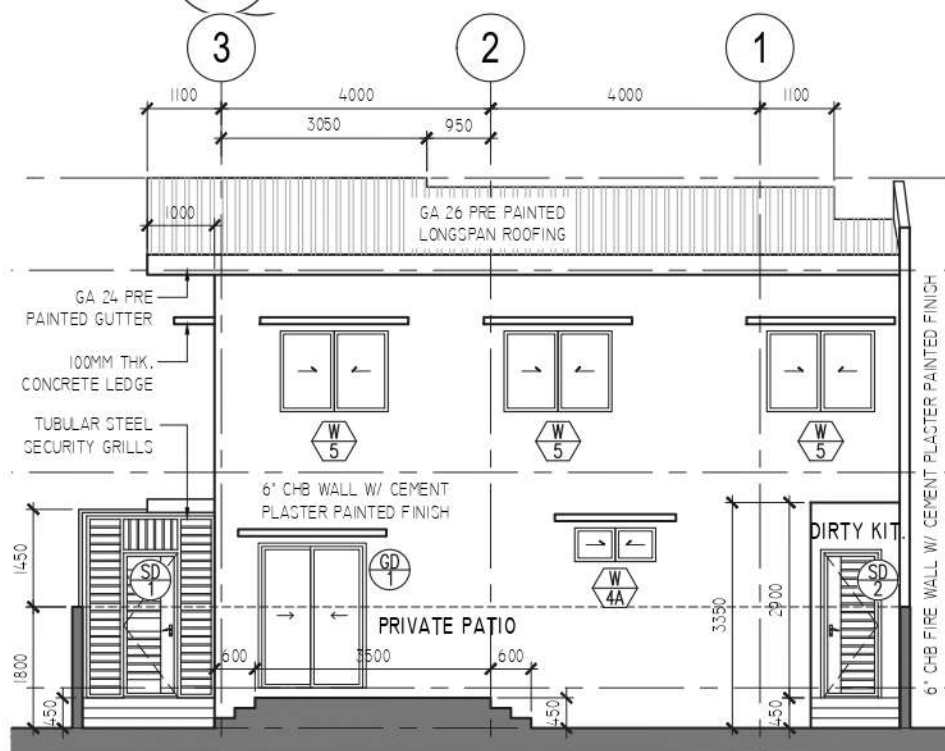 3
2
1
1100
4000
4000
1100
3050
950
1000
GA 26 PRE PAINTED
LONGSPAN ROOFING
GA 24 PRE
PAINTED GUTTER
100MM THK.
CONCRETE LEDGE
TUBULAR STEEL
SECURITY GRILLS
W
5
W
5
W
5
6" CHB WALL W/ CEMENT
PLASTER PAINTED FINISH
6" CHB FIRE WALL W/ CEMENT PLASTER PAINTED FINISH
DIRTY KIT.
1450
SD
1
GD
1
W
4A
SD
2
3350
2900
PRIVATE PATIO
1800
600
3500
600
450
450
450